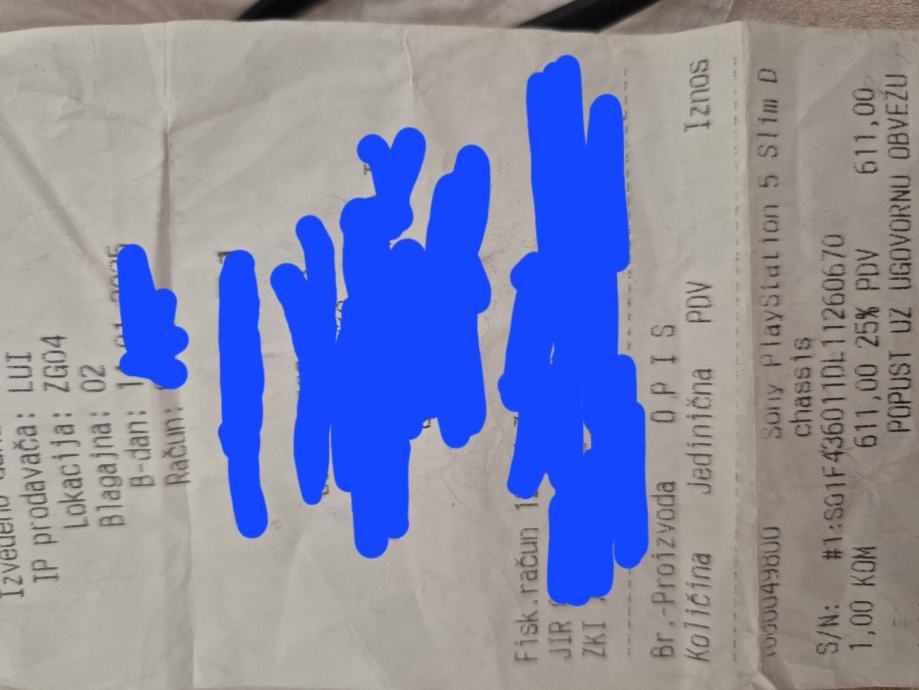 Izvedeno
IP prodavača: LUI
Lokacija: ZG04
Blagajna: 02
B-dan:
Račun:
Fisk.račun
JIR
ZKI
Br.-Proizvoda O P I S
Količina Jedinična PDV Iznos
Sony PlayStation 5 Slim D
chassis
S/N: #1:S01F436011DL11260670
1,00 KOM 611,00 25% PDV 611,00
POPUST UZ UGOVORNU OBVEZU